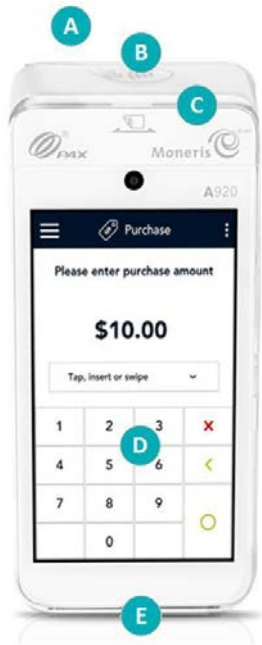 A
B
C
PAX
Moneris
A920
Purchase
Please enter purchase amount
$10.00
Tap, insert or swipe
1 2 3 X
4 5 6 <
7 8 9
0
D
E